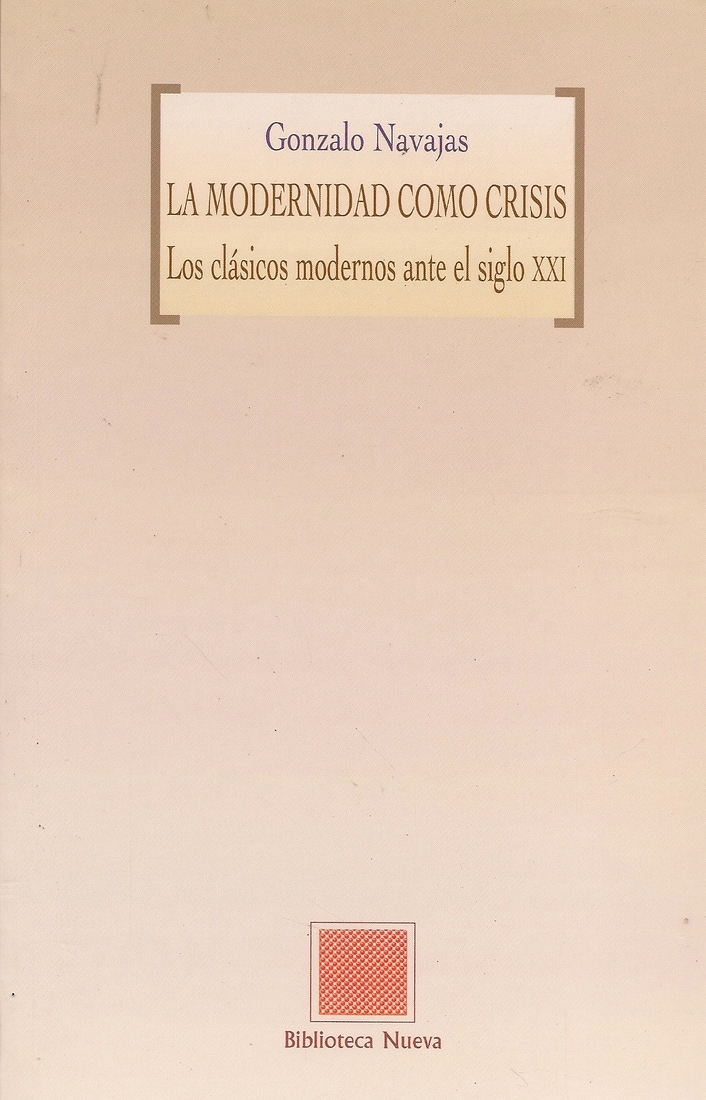 Gonzalo Navajas
LA MODERNIDAD COMO CRISIS
Los clásicos modernos ante el siglo XXI
Biblioteca Nueva